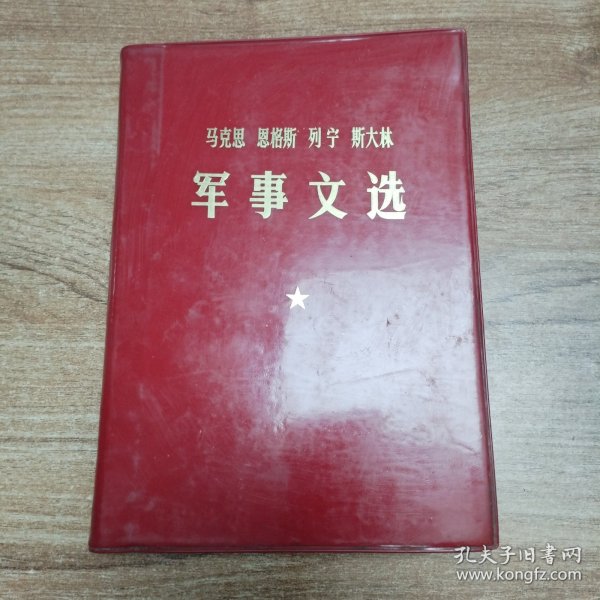 马克思 恩格斯 列宁 斯大林
军事文选
孔夫子旧书网
www.kongfz.com